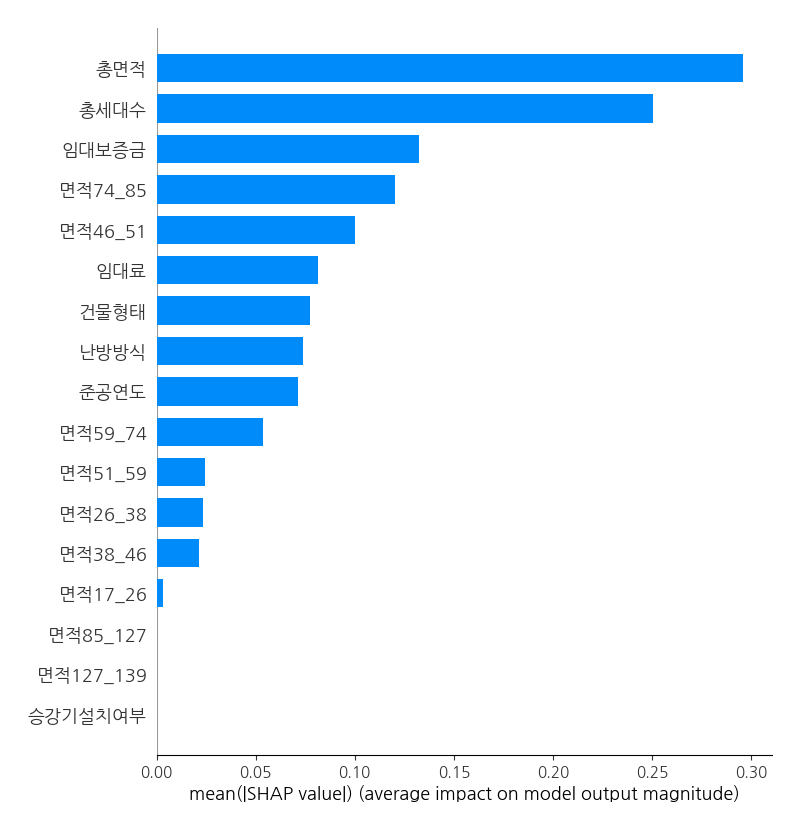 총면적
총세대수
임대보증금
면적74_85
면적46_51
임대료
건물형태
난방방식
준공연도
면적59_74
면적51_59
면적26_38
면적38_46
면적17_26
면적85_127
면적127_139
승강기설치여부
0.00 0.05 0.10 0.15 0.20 0.25 0.30
mean(|SHAP value|) (average impact on model output magnitude)